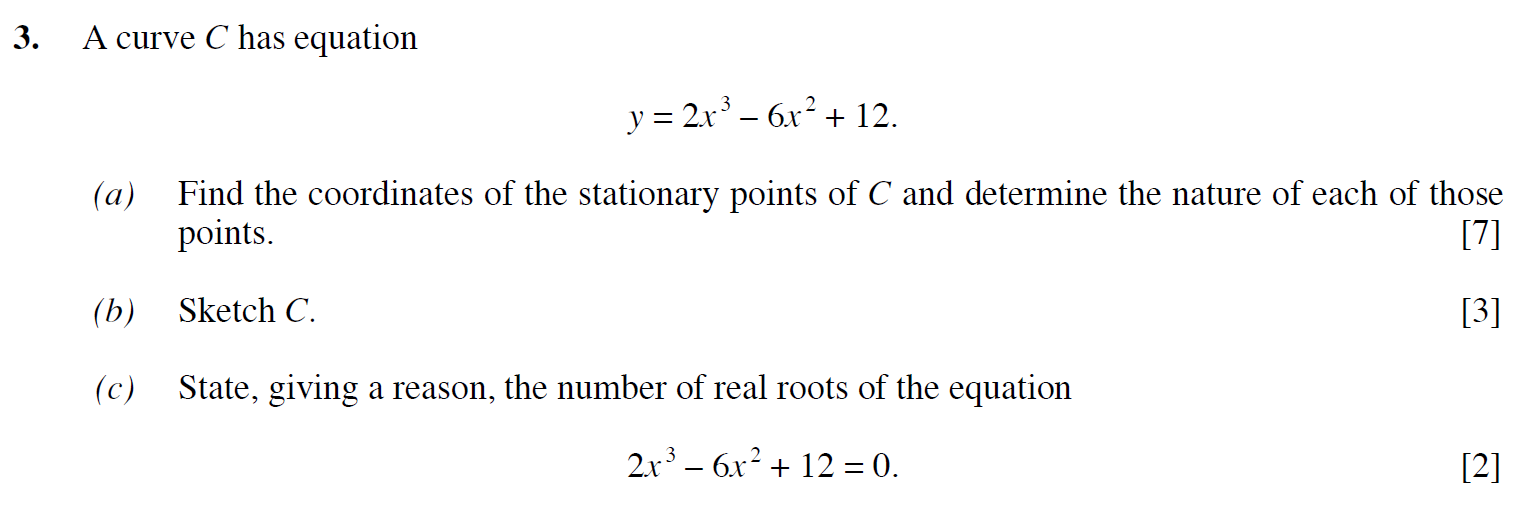 3. A curve C has equation
y = 2x³ – 6x² + 12.
(a) Find the coordinates of the stationary points of C and determine the nature of each of those
points. [7]
(b) Sketch C. [3]
(c) State, giving a reason, the number of real roots of the equation
2x³ – 6x² + 12 = 0. [2]